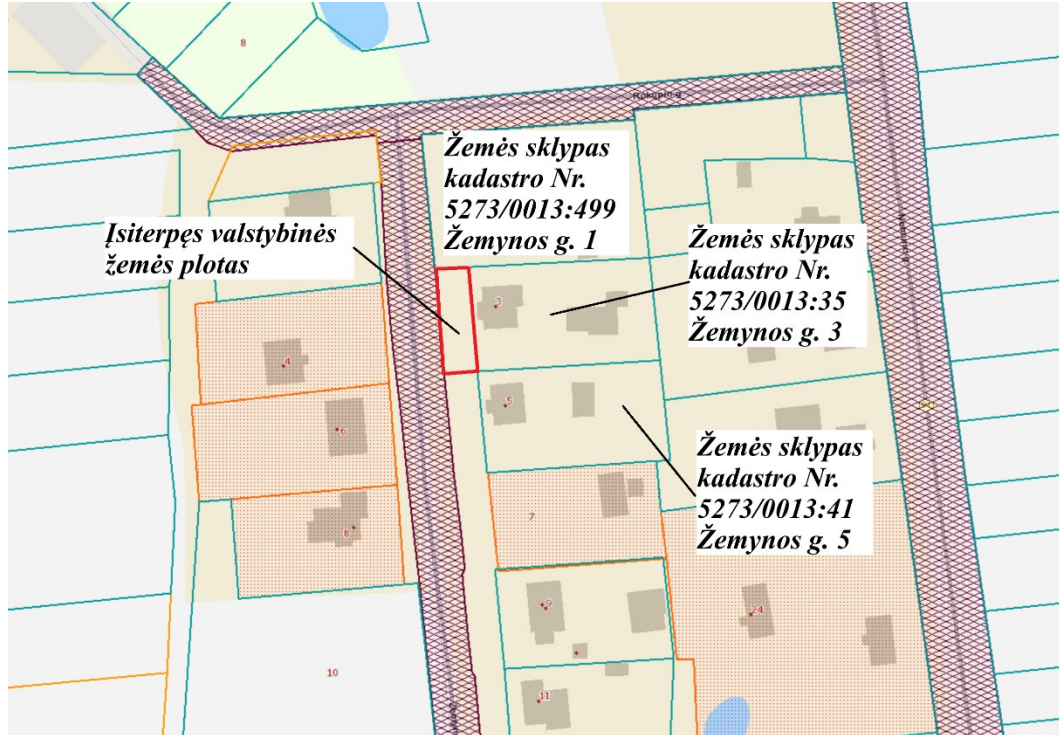 8
Rokupio g.
Žemės sklypas
kadastro Nr.
5273/0013:499
Žemynos g. 1
Įsiterpęs valstybinės
žemės plotas
Žemės sklypas
kadastro Nr.
5273/0013:35
Žemynos g. 3
3
4
5
6
Žemės sklypas
kadastro Nr.
5273/0013:41
Žemynos g. 5
7
8
9
24
10
11